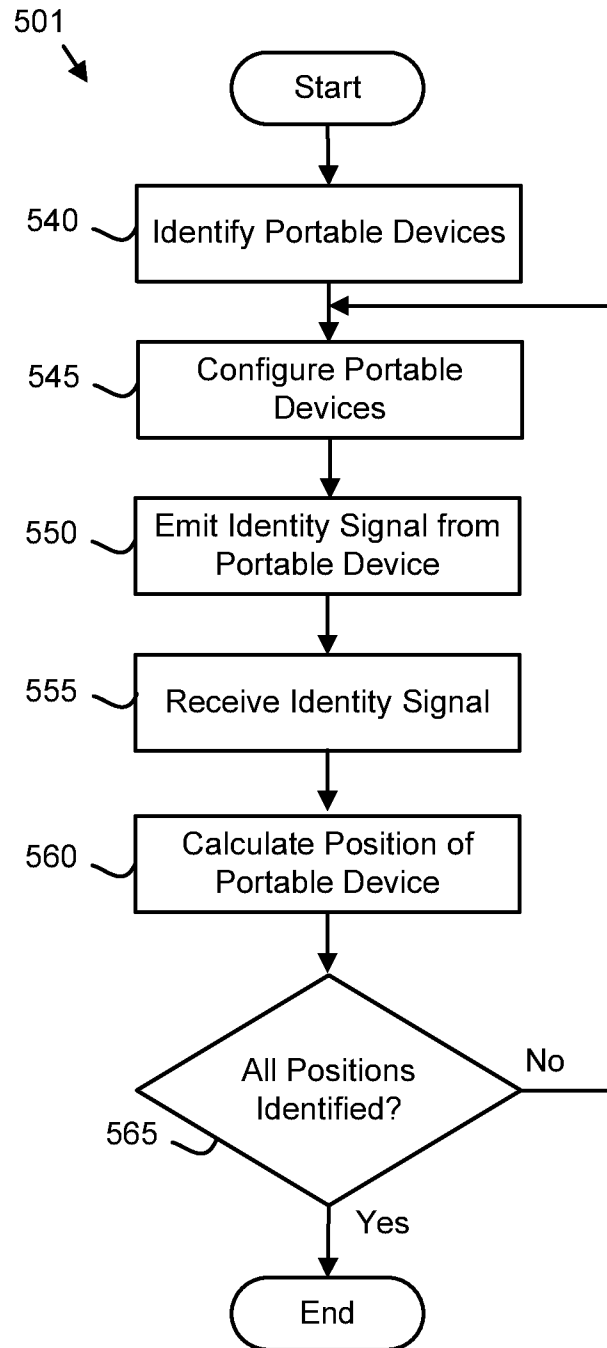 501
Start
540
Identify Portable Devices
545
Configure Portable
Devices
550
Emit Identity Signal from
Portable Device
555
Receive Identity Signal
560
Calculate Position of
Portable Device
All Positions
Identified?
No
565
Yes
End